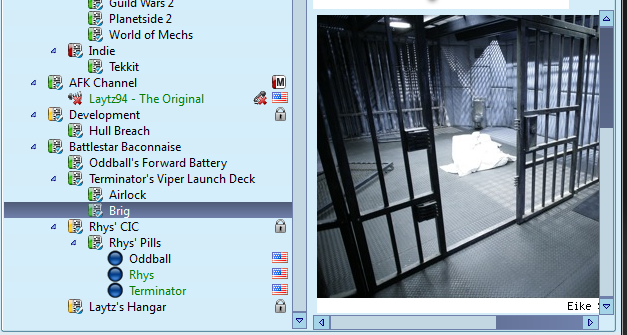 Guild Wars 2
Planetside 2
World of Mechs
Indie
Tekkit
AFK Channel
M
Laytz94 - The Original
Development
Hull Breach
Battlestar Baconnaise
Oddball's Forward Battery
Terminator's Viper Launch Deck
Airlock
Brig
Rhys' CIC
Rhys' Pills
Oddball
Rhys
Terminator
Laytz's Hangar
Eike